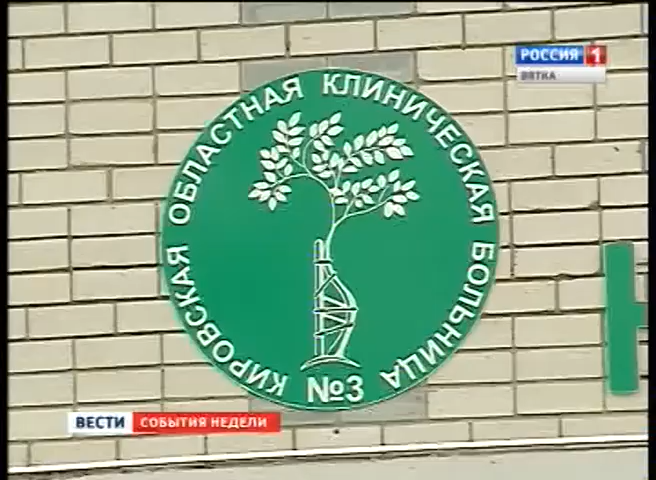 РОССИЯ 1
ВЯТКА
КИРОВСКАЯ ОБЛАСТНАЯ КЛИНИЧЕСКАЯ БОЛЬНИЦА
№3
ВЕСТИ СОБЫТИЯ НЕДЕЛИ